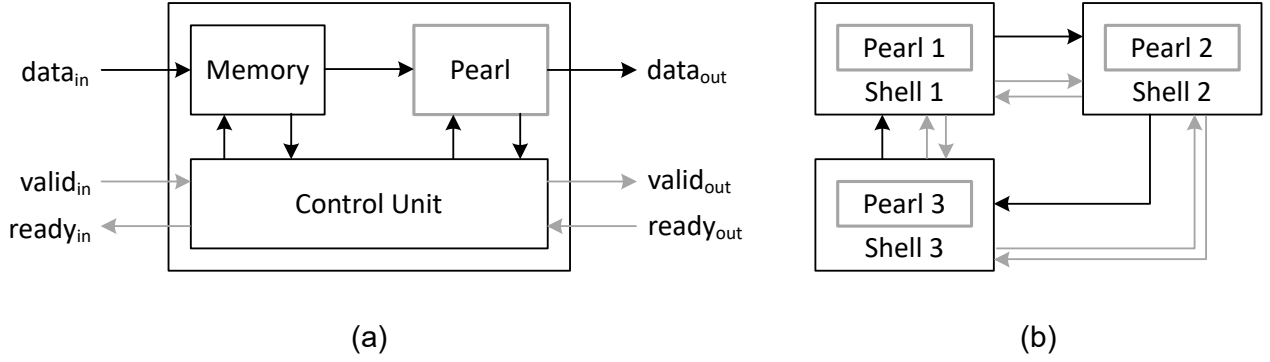 data_in
Memory
Pearl
data_out
valid_in
ready_in
Control Unit
valid_out
ready_out
(a)
Pearl 1
Shell 1
Pearl 2
Shell 2
Pearl 3
Shell 3
(b)